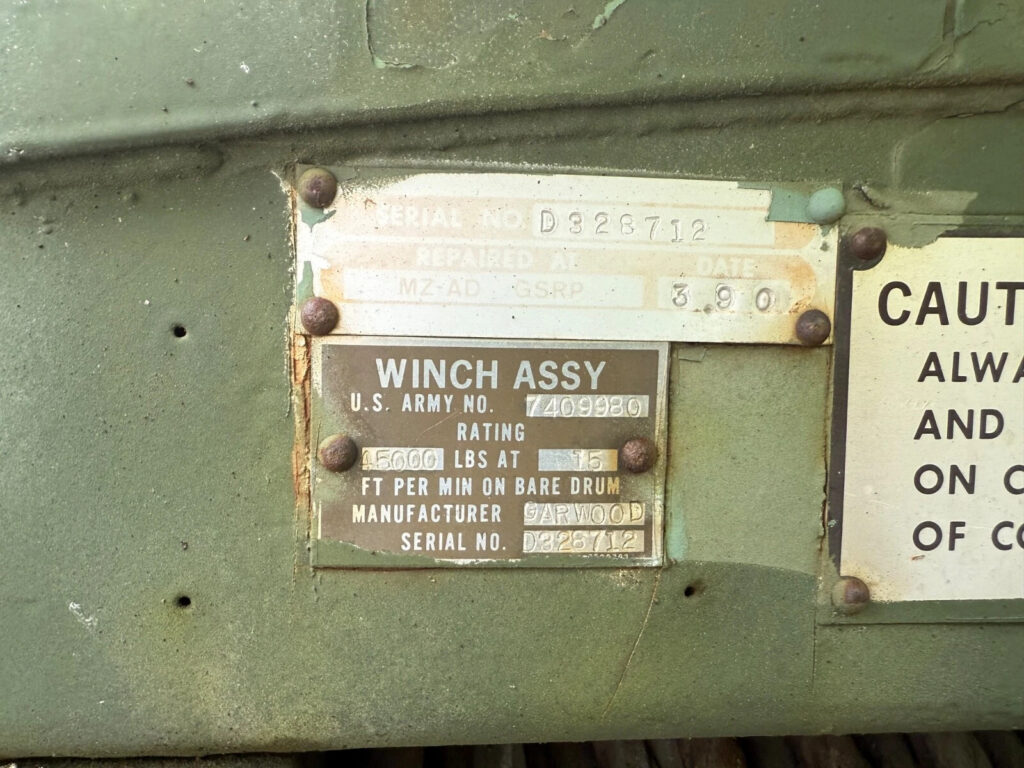 SERIAL NO. D328712
REPAIRED AT DATE
MZ-AD GSRP 3 90
WINCH ASSY
U.S. ARMY NO. 7409980
RATING
45000 LBS AT 15
FT PER MIN ON BARE DRUM
MANUFACTURER GARWOOD
SERIAL NO. D328712
CAUT
ALWA
AND
ON C
OF CO